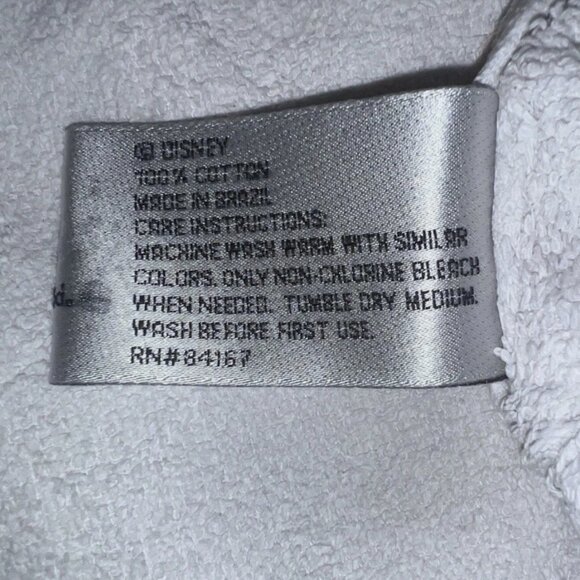 © DISNEY
100% COTTON
MADE IN BRAZIL
CARE INSTRUCTIONS:
MACHINE WASH WARM WITH SIMILAR
COLORS. ONLY NON-CHLORINE BLEACH
WHEN NEEDED. TUMBLE DRY MEDIUM.
WASH BEFORE FIRST USE.
RN#84167